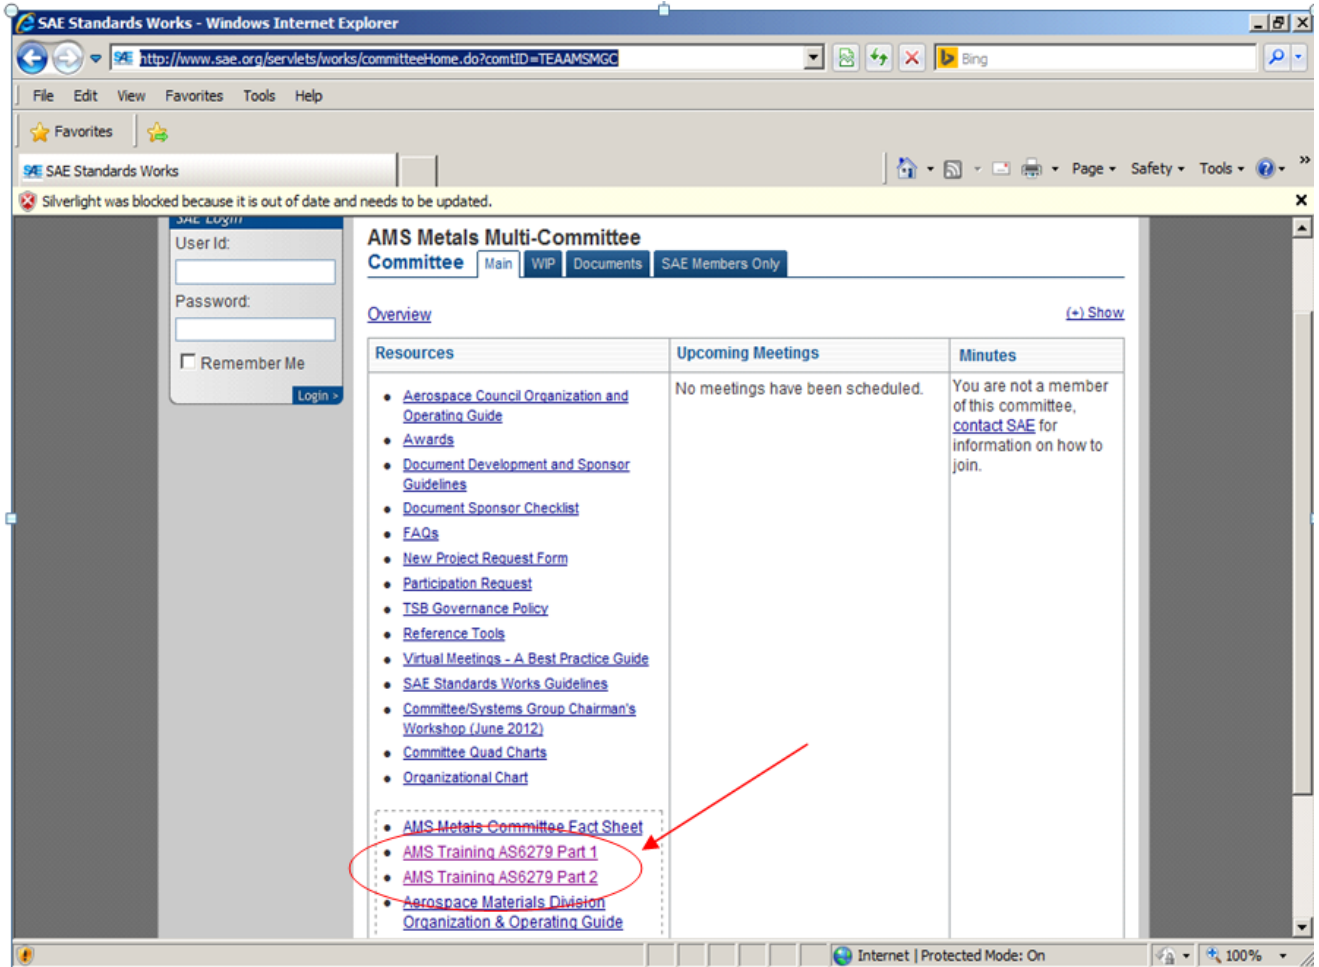 SAE Standards Works - Windows Internet Explorer
http://www.sae.org/servlets/works/committeeHome.do?comtID=TEAAMSMGC
Bing
File Edit View Favorites Tools Help
Favorites
SAE Standards Works
Page Safety Tools
Silverlight was blocked because it is out of date and needs to be updated.
SAE Login
User Id:
Password:
Remember Me
Login >
AMS Metals Multi-Committee
Committee Main WIP Documents SAE Members Only
Overview
(+) Show
Resources
Aerospace Council Organization and
Operating Guide
Awards
Document Development and Sponsor
Guidelines
Document Sponsor Checklist
FAQs
New Project Request Form
Participation Request
TSB Governance Policy
Reference Tools
Virtual Meetings - A Best Practice Guide
SAE Standards Works Guidelines
Committee/Systems Group Chairman's
Workshop (June 2012)
Committee Quad Charts
Organizational Chart
AMS Metals Committee Fact Sheet
AMS Training AS6279 Part 1
AMS Training AS6279 Part 2
Aerospace Materials Division
Organization & Operating Guide
Upcoming Meetings
No meetings have been scheduled.
Minutes
You are not a member
of this committee,
contact SAE for
information on how to
join.
Internet | Protected Mode: On
100%